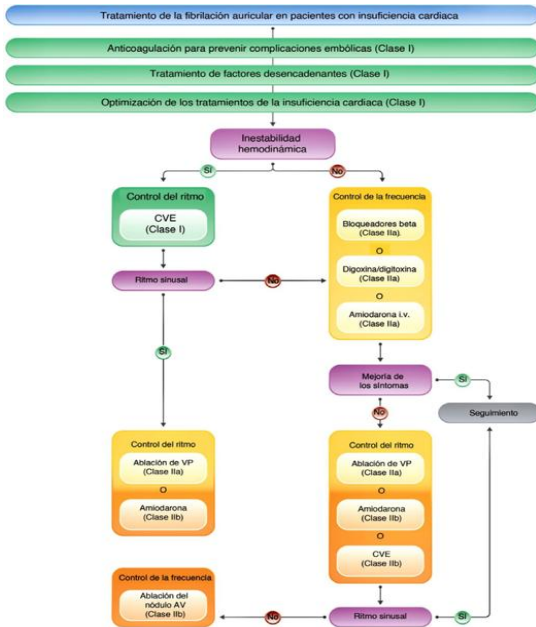 Tratamiento de la fibrilación auricular en pacientes con insuficiencia cardiaca
Anticoagulación para prevenir complicaciones embólicas (Clase I)
Tratamiento de factores desencadenantes (Clase I)
Optimización de los tratamientos de la insuficiencia cardiaca (Clase I)
Inestabilidad
hemodinámica
Sí
No
Control del ritmo
CVE
(Clase I)
Control de la frecuencia
Bloqueadores beta
(Clase IIa).
O
Digoxina/digitoxina
(Clase IIa)
O
Amiodarona i.v.
(Clase IIa)
Ritmo sinusal
No
Sí
Mejoría de
los síntomas
Sí
No
Seguimiento
Control del ritmo
Ablación de VP
(Clase IIa)
O
Amiodarona
(Clase IIb)
Control del ritmo
Ablación de VP
(Clase IIa)
O
Amiodarona
(Clase IIb)
O
CVE
(Clase IIb)
Control de la frecuencia
Ablación del
nódulo AV
(Clase IIb)
No
Ritmo sinusal
Sí